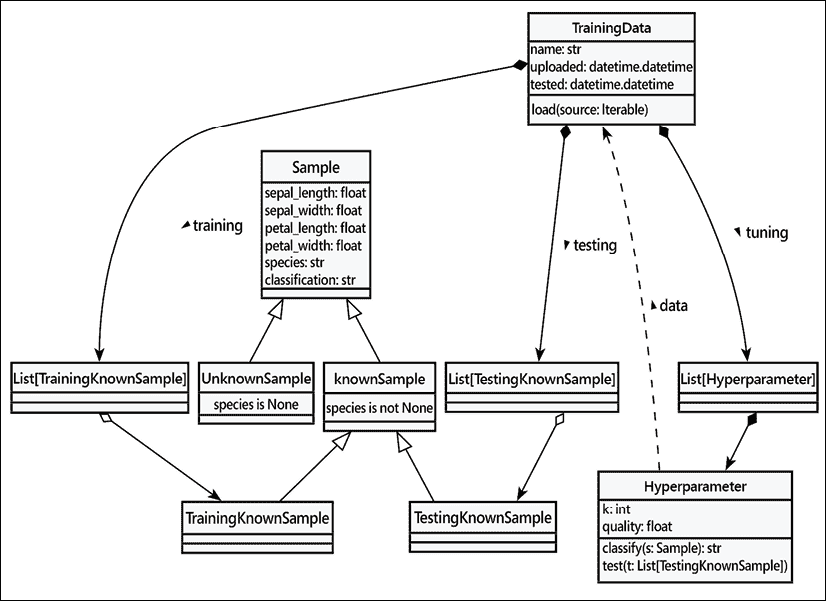 TrainingData
name: str
uploaded: datetime.datetime
tested: datetime.datetime
load(source: Iterable)
Sample
sepal_length: float
sepal_width: float
petal_length: float
petal_width: float
species: str
classification: str
training
testing
tuning
data
List[TrainingKnownSample]
UnknownSample
species is None
knownSample
species is not None
List[TestingKnownSample]
List[Hyperparameter]
TrainingKnownSample
TestingKnownSample
Hyperparameter
k: int
quality: float
classify(s: Sample): str
test(t: List[TestingKnownSample])